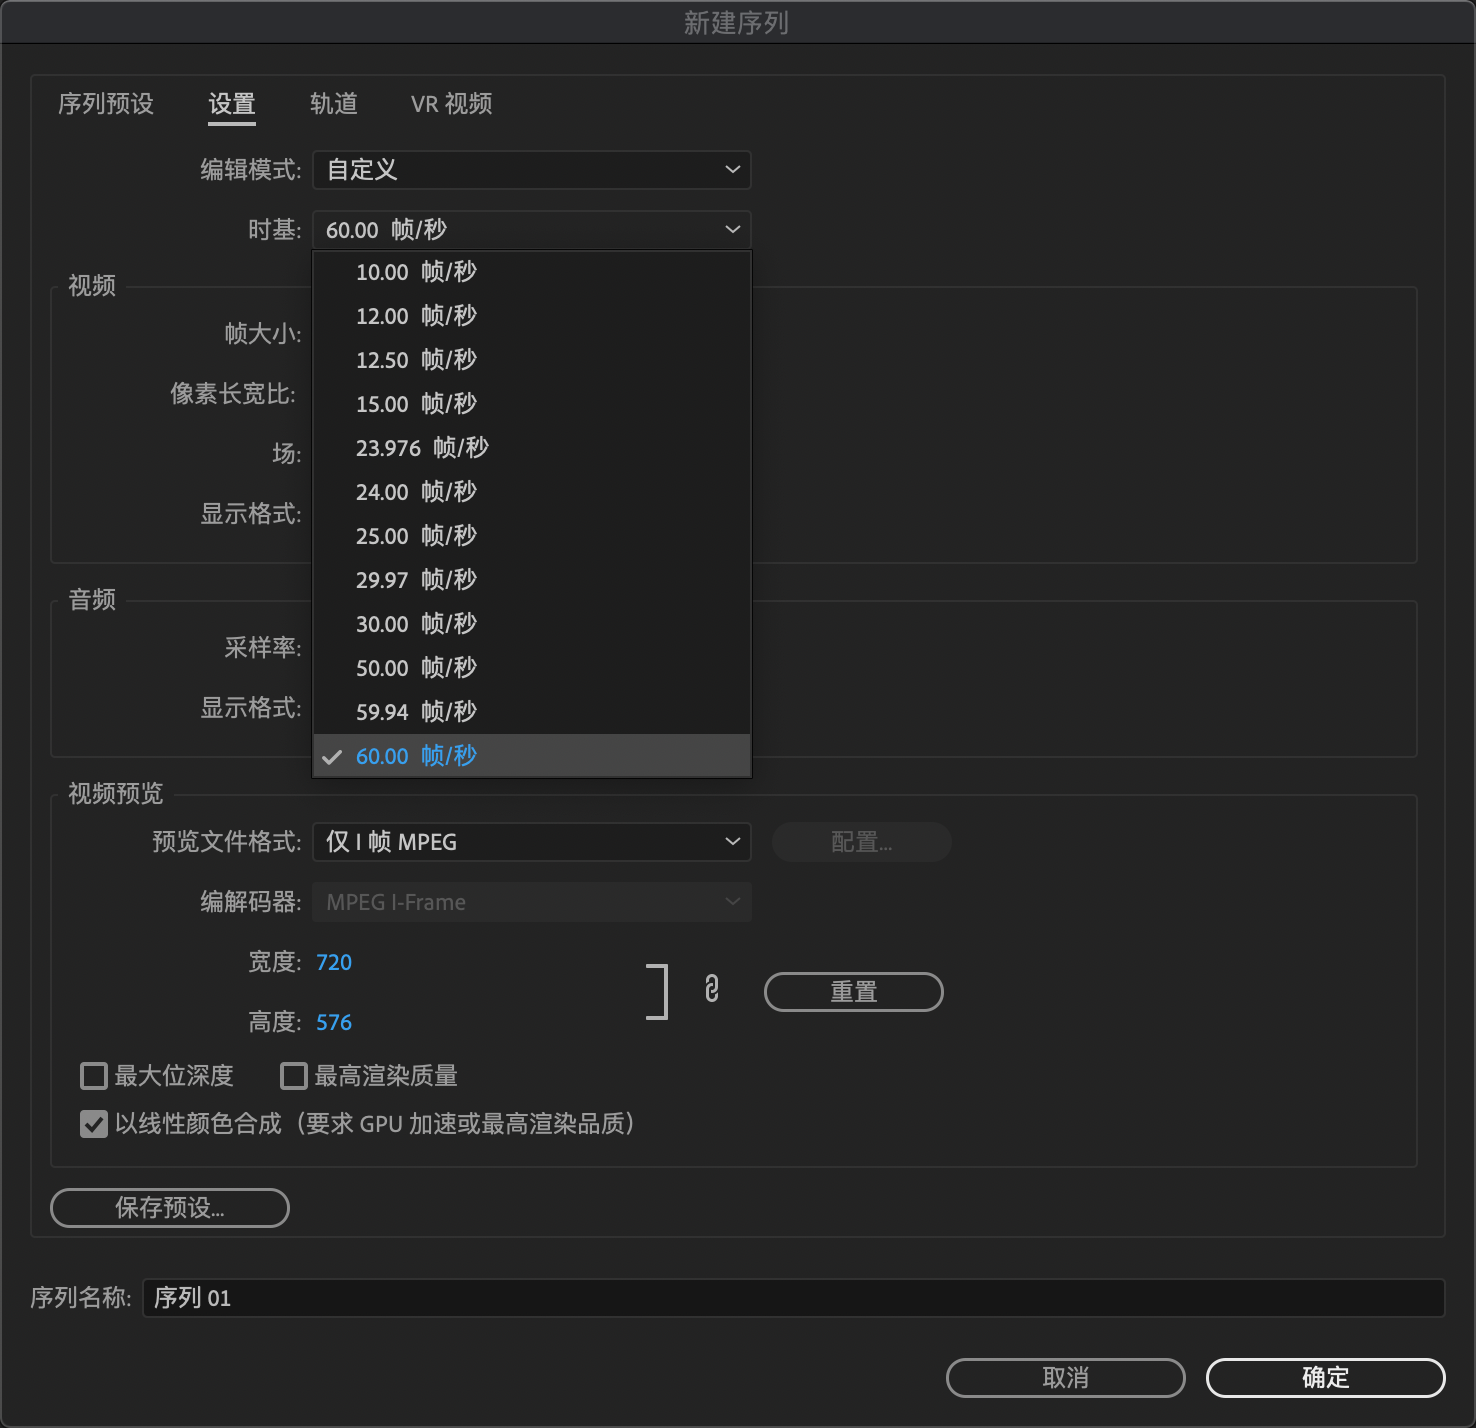 新建序列
序列预设 设置 轨道 VR 视频
编辑模式: 自定义
时基: 60.00 帧/秒
10.00 帧/秒
12.00 帧/秒
12.50 帧/秒
15.00 帧/秒
23.976 帧/秒
24.00 帧/秒
25.00 帧/秒
29.97 帧/秒
30.00 帧/秒
50.00 帧/秒
59.94 帧/秒
60.00 帧/秒
视频
帧大小:
像素长宽比:
场:
显示格式:
音频
采样率:
显示格式:
视频预览
预览文件格式: 仅 I 帧 MPEG 配置...
编解码器: MPEG I-Frame
宽度: 720
重置
高度: 576
最大位深度 最高渲染质量
以线性颜色合成（要求 GPU 加速或最高渲染品质）
保存预设...
序列名称: 序列 01
取消 确定